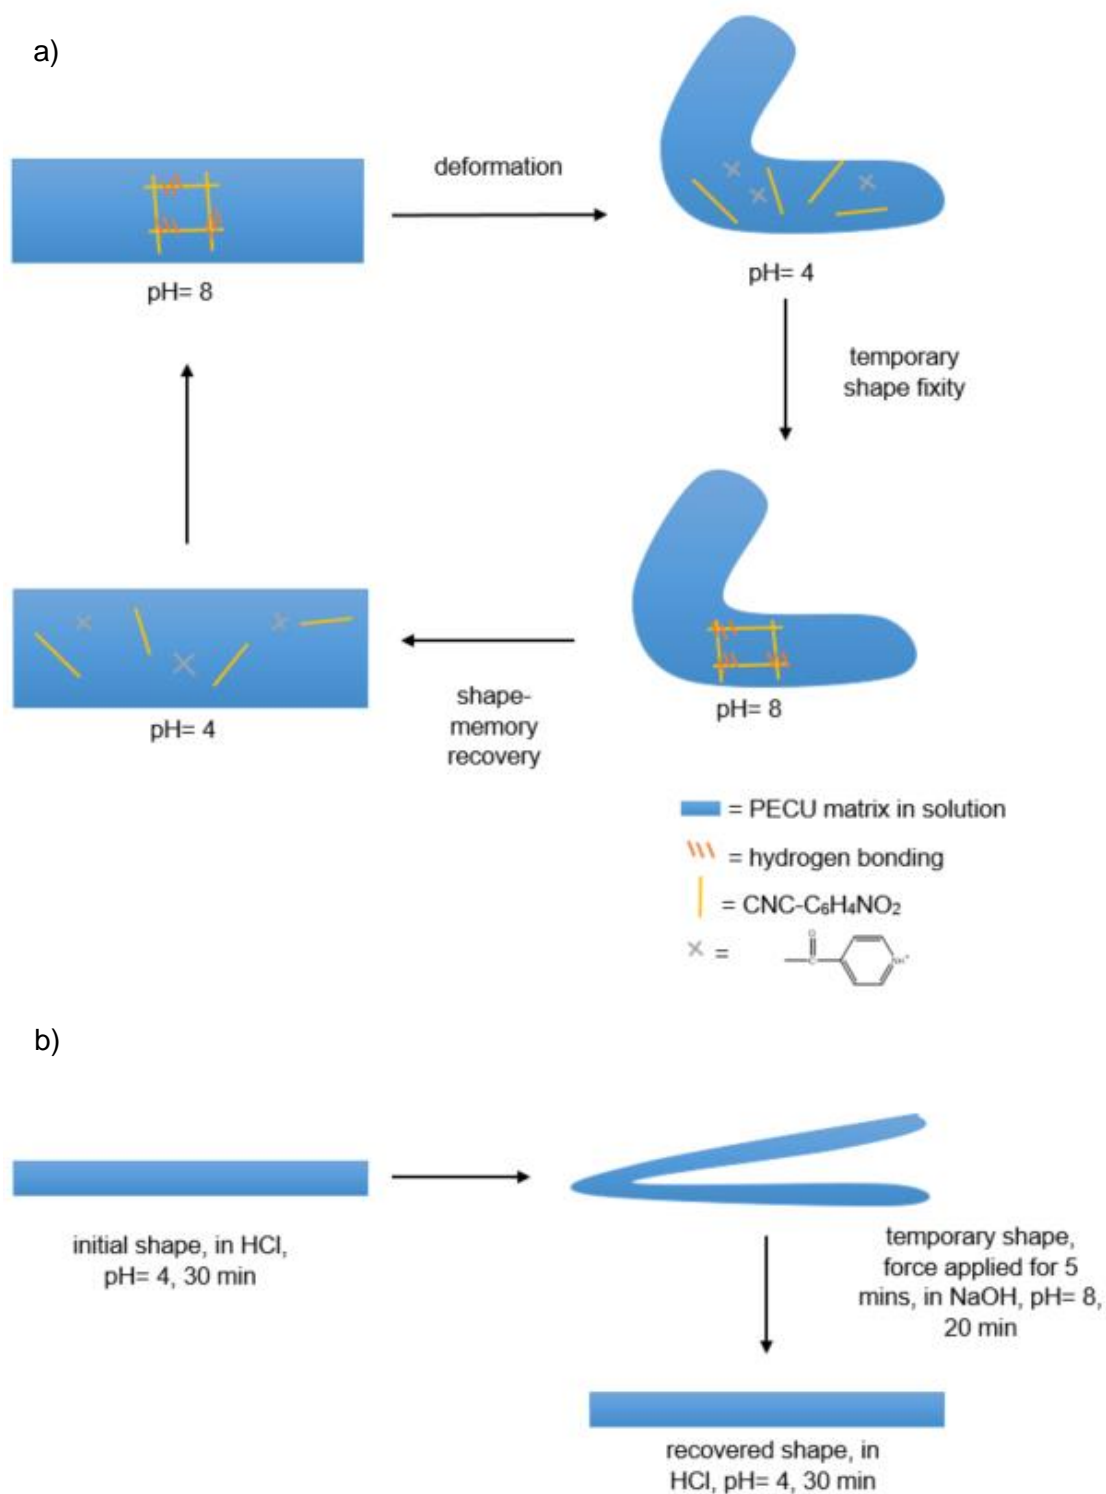 a)
deformation
pH= 8
pH= 4
temporary
shape fixity
shape-
memory
recovery
pH= 4
pH= 8
= PECU matrix in solution
= hydrogen bonding
= CNC-C₆H₄NO₂
=
O
C
NH⁺
b)
initial shape, in HCl,
pH= 4, 30 min
temporary shape,
force applied for 5
mins, in NaOH, pH= 8,
20 min
recovered shape, in
HCl, pH= 4, 30 min